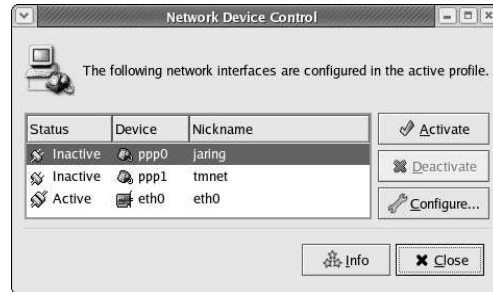 Network Device Control
The following network interfaces are configured in the active profile.
Status Device Nickname
Inactive ppp0 jaring
Inactive ppp1 tmnet
Active eth0 eth0
Activate
Deactivate
Configure...
Info
Close